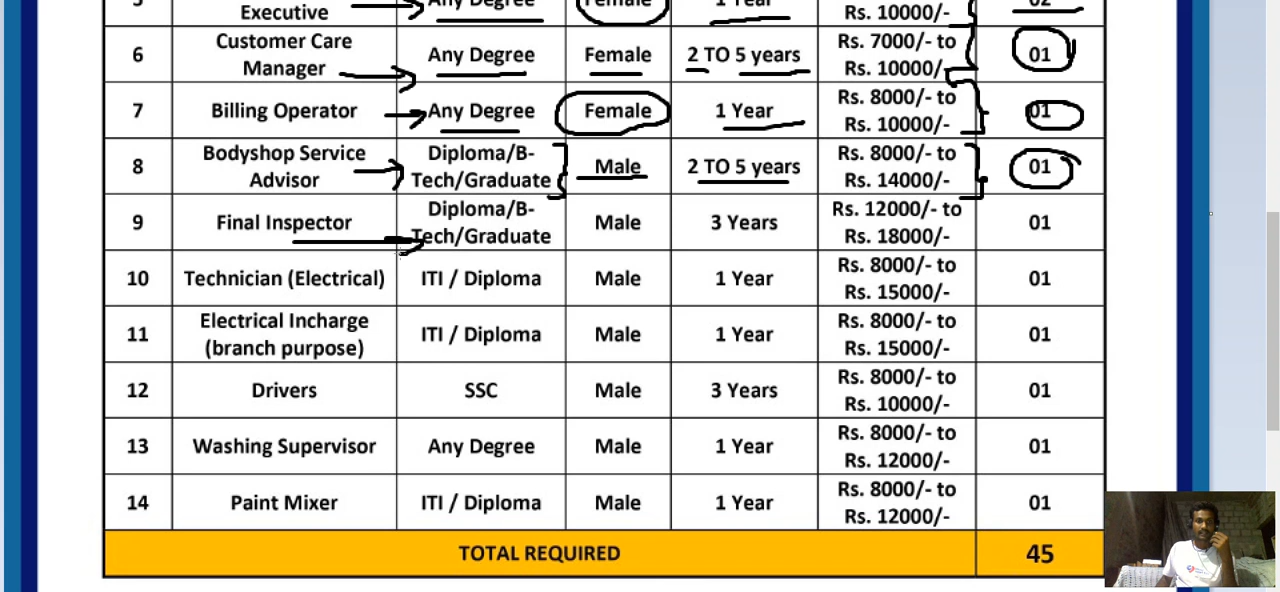 5 Executive Any Degree Female 1 Year Rs. 10000/- 02
6 Customer Care Manager Any Degree Female 2 TO 5 years Rs. 7000/- to Rs. 10000/- 01
7 Billing Operator Any Degree Female 1 Year Rs. 8000/- to Rs. 10000/- 01
8 Bodyshop Service Advisor Diploma/B-Tech/Graduate Male 2 TO 5 years Rs. 8000/- to Rs. 14000/- 01
9 Final Inspector Diploma/B-Tech/Graduate Male 3 Years Rs. 12000/- to Rs. 18000/- 01
10 Technician (Electrical) ITI / Diploma Male 1 Year Rs. 8000/- to Rs. 15000/- 01
11 Electrical Incharge (branch purpose) ITI / Diploma Male 1 Year Rs. 8000/- to Rs. 15000/- 01
12 Drivers SSC Male 3 Years Rs. 8000/- to Rs. 10000/- 01
13 Washing Supervisor Any Degree Male 1 Year Rs. 8000/- to Rs. 12000/- 01
14 Paint Mixer ITI / Diploma Male 1 Year Rs. 8000/- to Rs. 12000/- 01
TOTAL REQUIRED 45